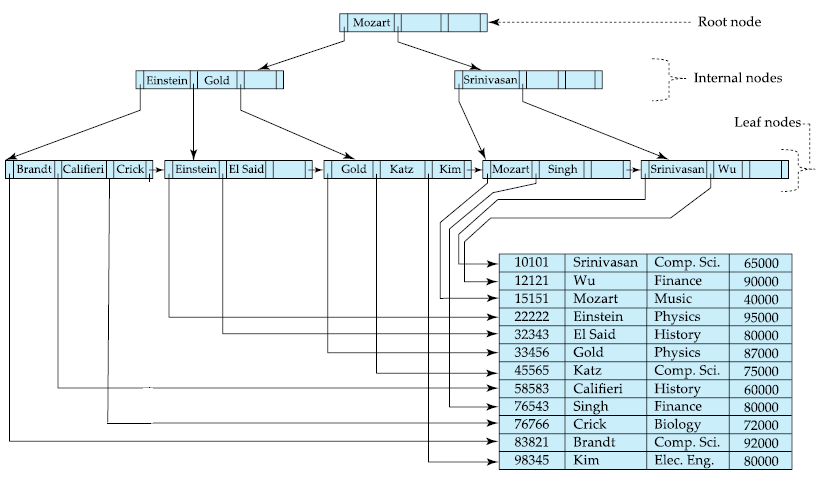 Mozart
Root node
Einstein Gold
Srinivasan
Internal nodes
Leaf nodes
Brandt Califieri Crick
Einstein El Said
Gold Katz Kim
Mozart Singh
Srinivasan Wu
10101 Srinivasan Comp. Sci. 65000
12121 Wu Finance 90000
15151 Mozart Music 40000
22222 Einstein Physics 95000
32343 El Said History 80000
33456 Gold Physics 87000
45565 Katz Comp. Sci. 75000
58583 Califieri History 60000
76543 Singh Finance 80000
76766 Crick Biology 72000
83821 Brandt Comp. Sci. 92000
98345 Kim Elec. Eng. 80000